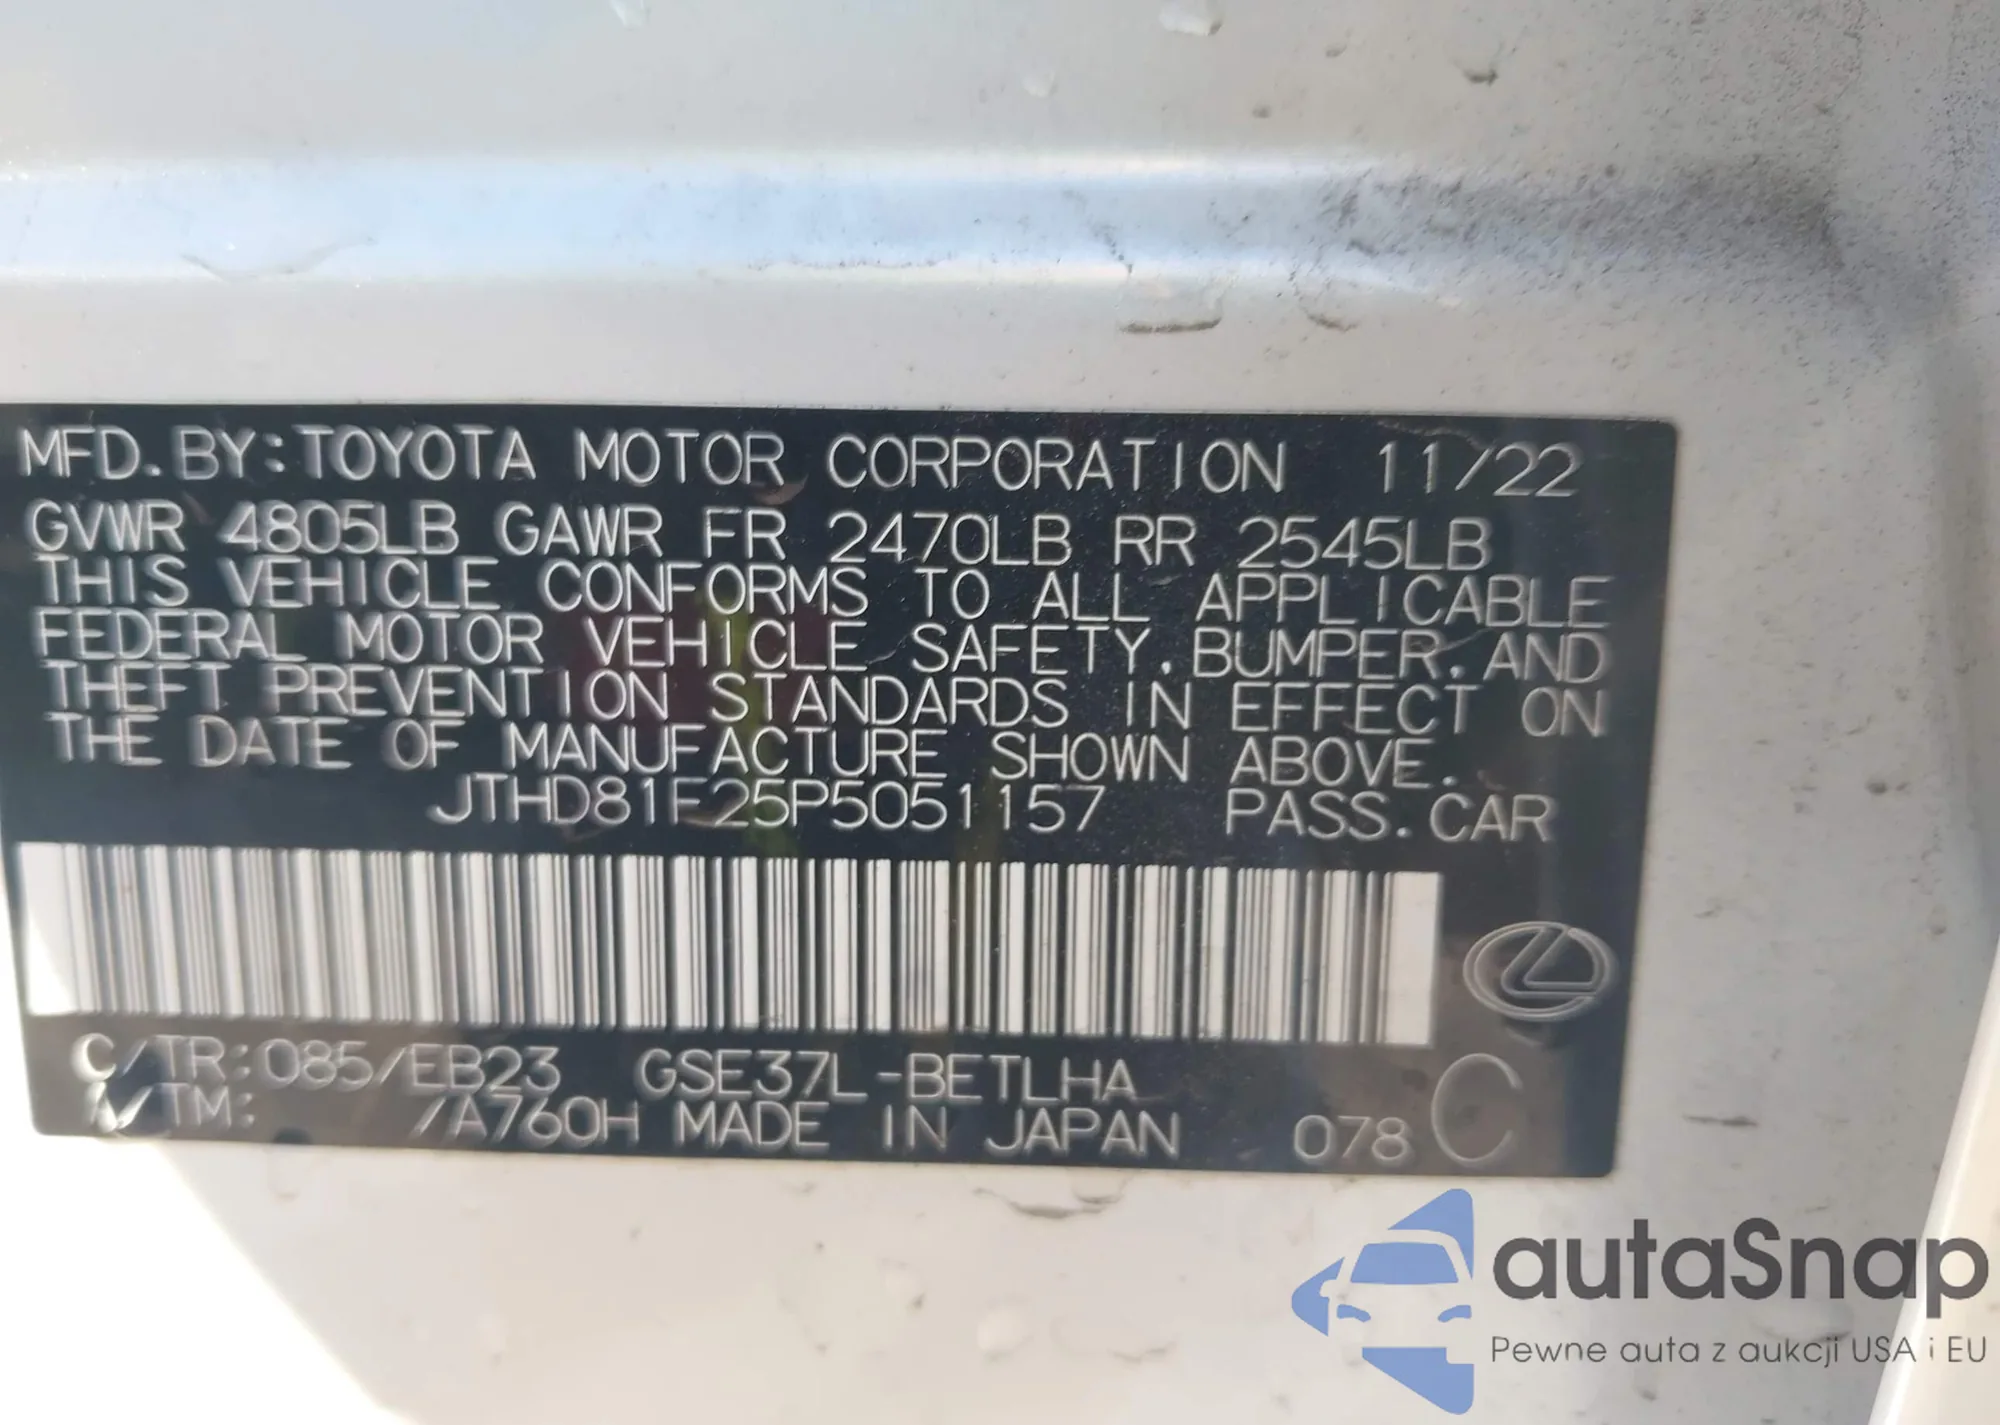 MFD. BY: TOYOTA MOTOR CORPORATION 11/22
GVWR 4805LB GAWR FR 2470LB RR 2545LB
THIS VEHICLE CONFORMS TO ALL APPLICABLE
FEDERAL MOTOR VEHICLE SAFETY, BUMPER, AND
THEFT PREVENTION STANDARDS IN EFFECT ON
THE DATE OF MANUFACTURE SHOWN ABOVE.
JTHD81F25P5051157 PASS. CAR
C/TR: 085/EB23 GSE37L-BETLHA
A/TM: /A760H MADE IN JAPAN 078 C
autaSnap
Pewne auta z aukcji USA i EU